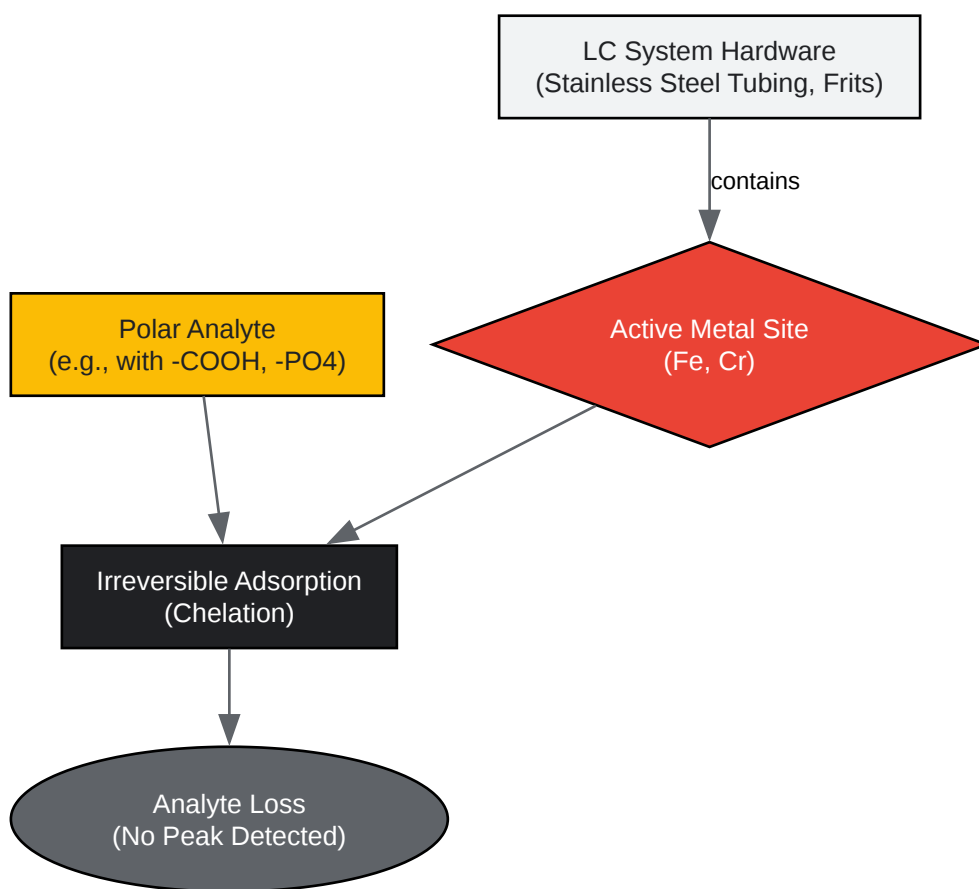 LC System Hardware
(Stainless Steel Tubing, Frits)
contains
Polar Analyte
(e.g., with -COOH, -PO4)
Active Metal Site
(Fe, Cr)
Irreversible Adsorption
(Chelation)
Analyte Loss
(No Peak Detected)